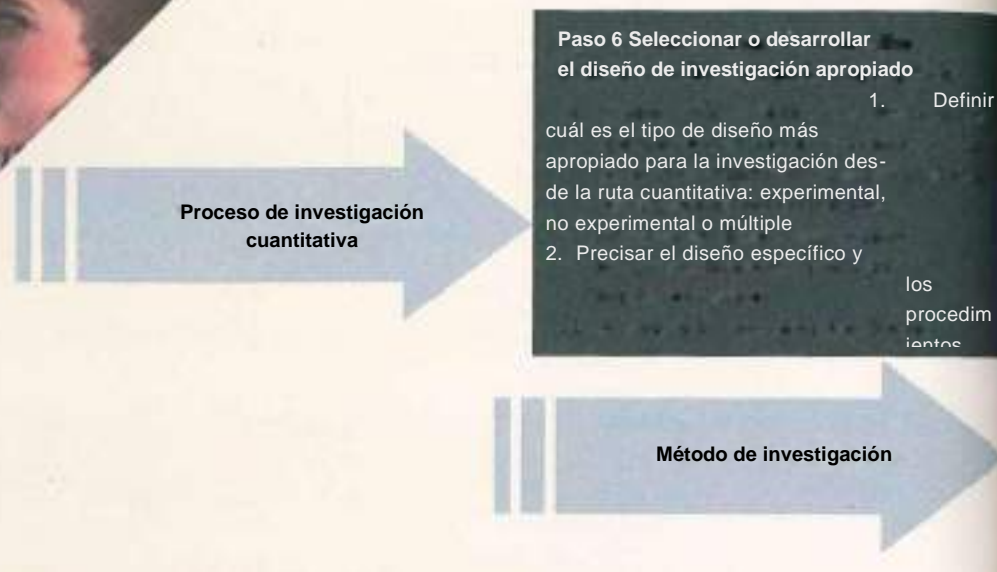 Paso 6 Seleccionar o desarrollar
el diseño de investigación apropiado
1. Definir
cuál es el tipo de diseño más
apropiado para la investigación des-
de la ruta cuantitativa: experimental,
no experimental o múltiple
2. Precisar el diseño específico y
los
procedim
ientos
Proceso de investigación
cuantitativa
Método de investigación